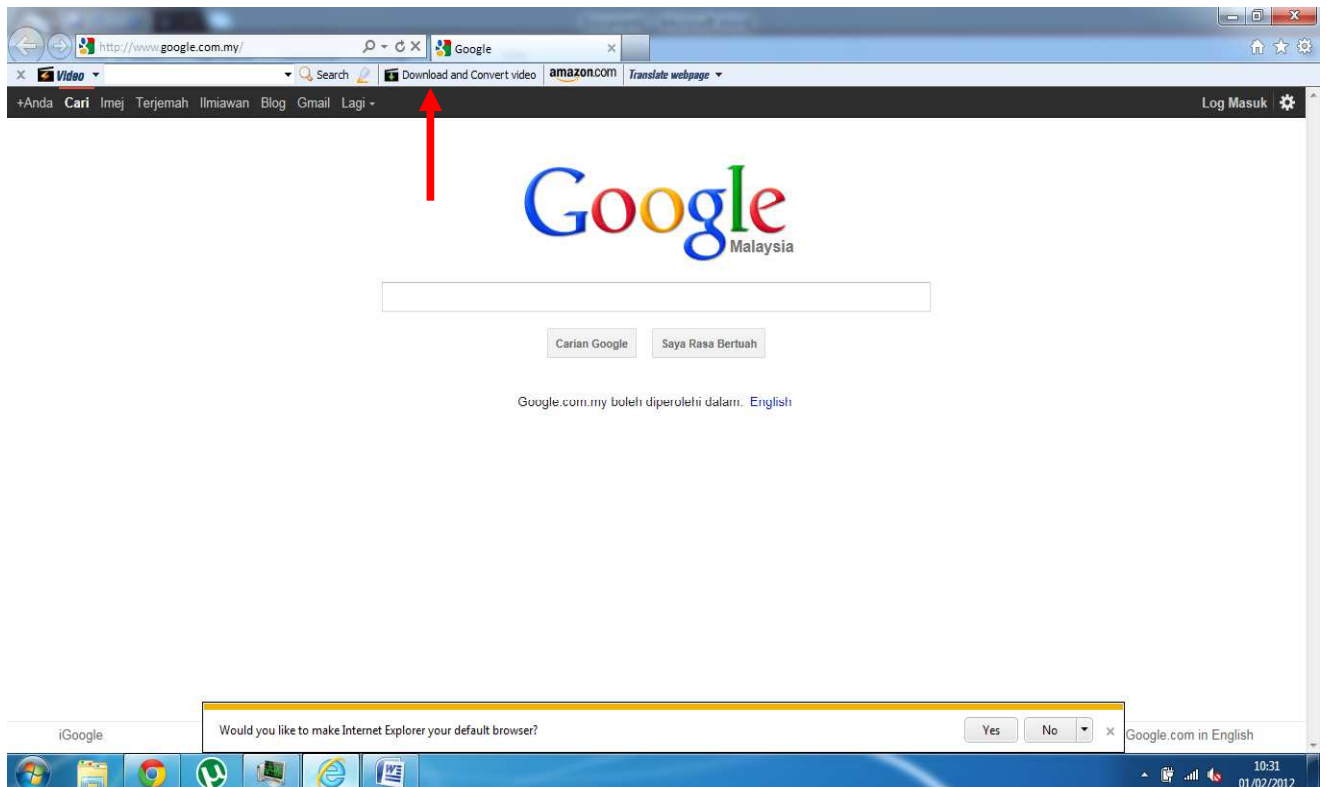 http://www.google.com.my/ Google
Video Search Download and Convert video amazon.com Translate webpage
+Anda Cari Imej Terjemah Ilmiawan Blog Gmail Lagi Log Masuk
Google
Malaysia
Carian Google Saya Rasa Bertuah
Google.com.my boleh diperolehi dalam: English
Would you like to make Internet Explorer your default browser? Yes No
iGoogle Google.com in English
10:31
01/02/2012